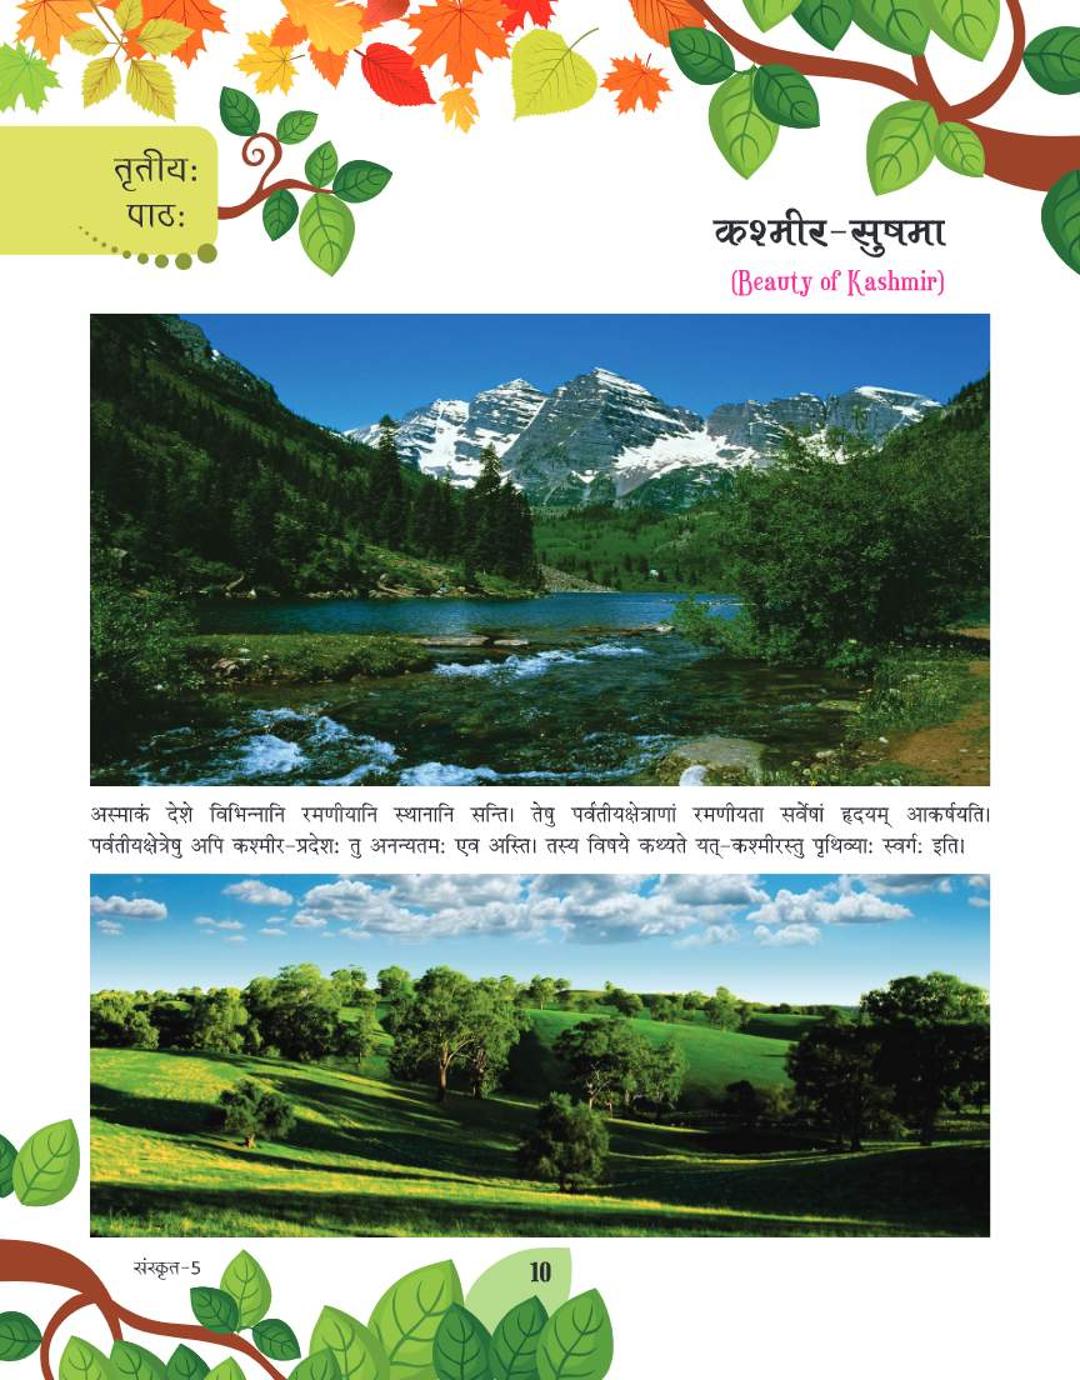 तृतीय:
पाठ:
कश्मीर-सुषमा
(Beauty of Kashmir)
अस्माकं देशे विभिन्नानि रमणीयानि स्थानानि सन्ति। तेषु पर्वतीयक्षेत्राणां रमणीयता सर्वेषां हृदयम् आकर्षयति।
पर्वतीयक्षेत्रेषु अपि कश्मीर-प्रदेश: तु अनन्यतम: एव अस्ति। तस्य विषये कथ्यते यत्-कश्मीरस्तु पृथिव्या: स्वर्ग: इति।
संस्कृत-5
10